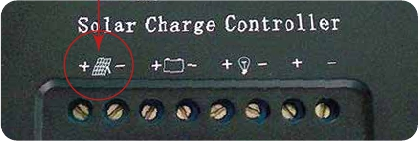 Solar Charge Controller
+ - + - + - + -